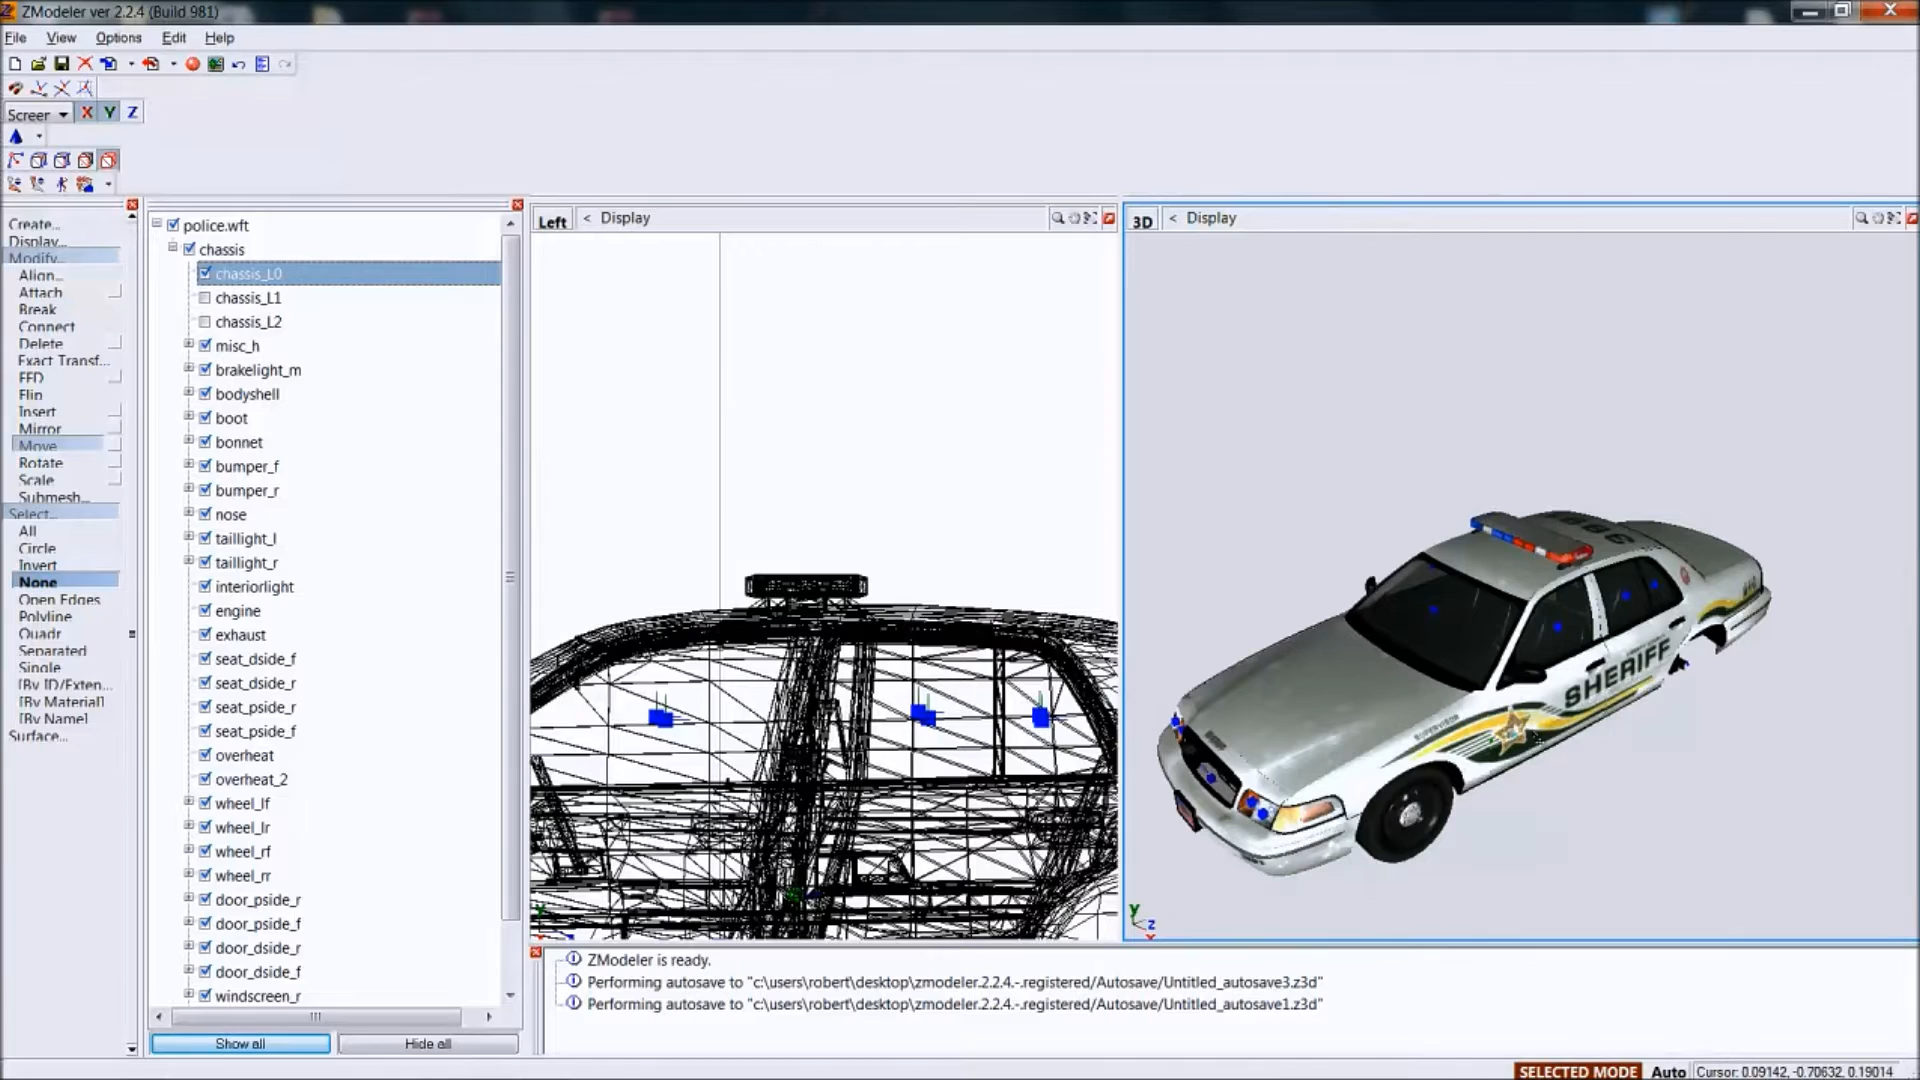 ZModeler ver 2.2.4 (Build 981)
File View Options Edit Help
Screer X Y Z
Create...
Display...
Modify...
Align...
Attach
Break
Connect
Delete
Exact Transf...
FFD
Flip
Insert
Mirror
Move
Rotate
Scale
Submesh...
Select...
All
Circle
Invert
None
Open Edges
Polyline
Quadr
Separated
Single
[By ID/Exten...
[By Material]
[By Name]
Surface...
police.wft
chassis
chassis_L0
chassis_L1
chassis_L2
misc_h
brakelight_m
bodyshell
boot
bonnet
bumper_f
bumper_r
nose
taillight_l
taillight_r
interiorlight
engine
exhaust
seat_dside_f
seat_dside_r
seat_pside_r
seat_pside_f
overheat
overheat_2
wheel_lf
wheel_lr
wheel_rf
wheel_rr
door_pside_r
door_pside_f
door_dside_r
door_dside_f
windscreen_r
Show all Hide all
Left < Display
3D < Display
SHERIFF
SUPERVISOR
y
z
ZModeler is ready.
Performing autosave to "c:\users\robert\desktop\zmodeler.2.2.4.-.registered/Autosave/Untitled_autosave3.z3d"
Performing autosave to "c:\users\robert\desktop\zmodeler.2.2.4.-.registered/Autosave/Untitled_autosave1.z3d"
SELECTED MODE Auto Cursor: 0.09142, -0.70632, 0.19014